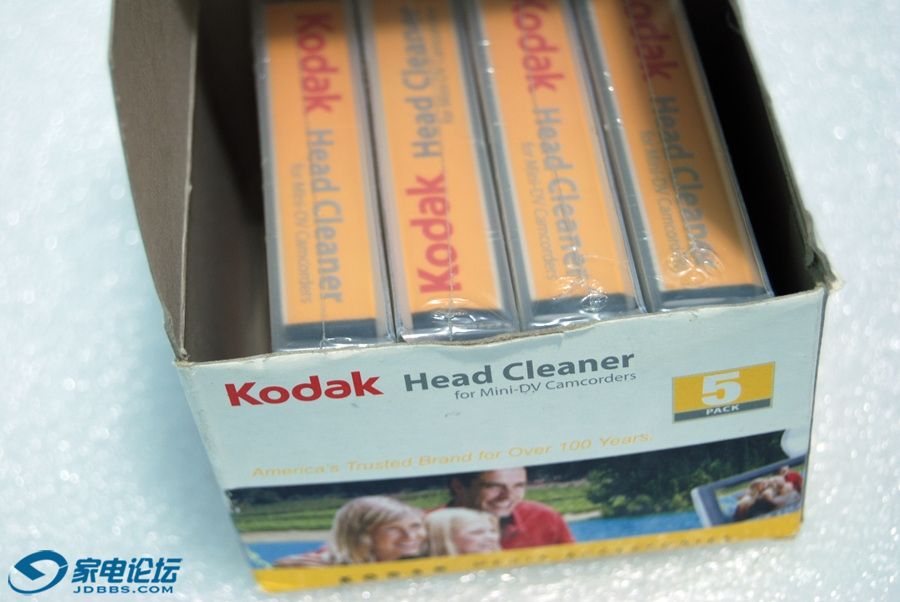 Kodak Head Cleaner
for Mini-DV Camcorders
Kodak Head Cleaner
for Mini-DV Camcorders
Kodak Head Cleaner
for Mini-DV Camcorders
Kodak Head Cleaner
for Mini-DV Camcorders
Kodak Head Cleaner
for Mini-DV Camcorders
5
PACK
America's Trusted Brand for Over 100 Years.
家电论坛
JDBBS.COM